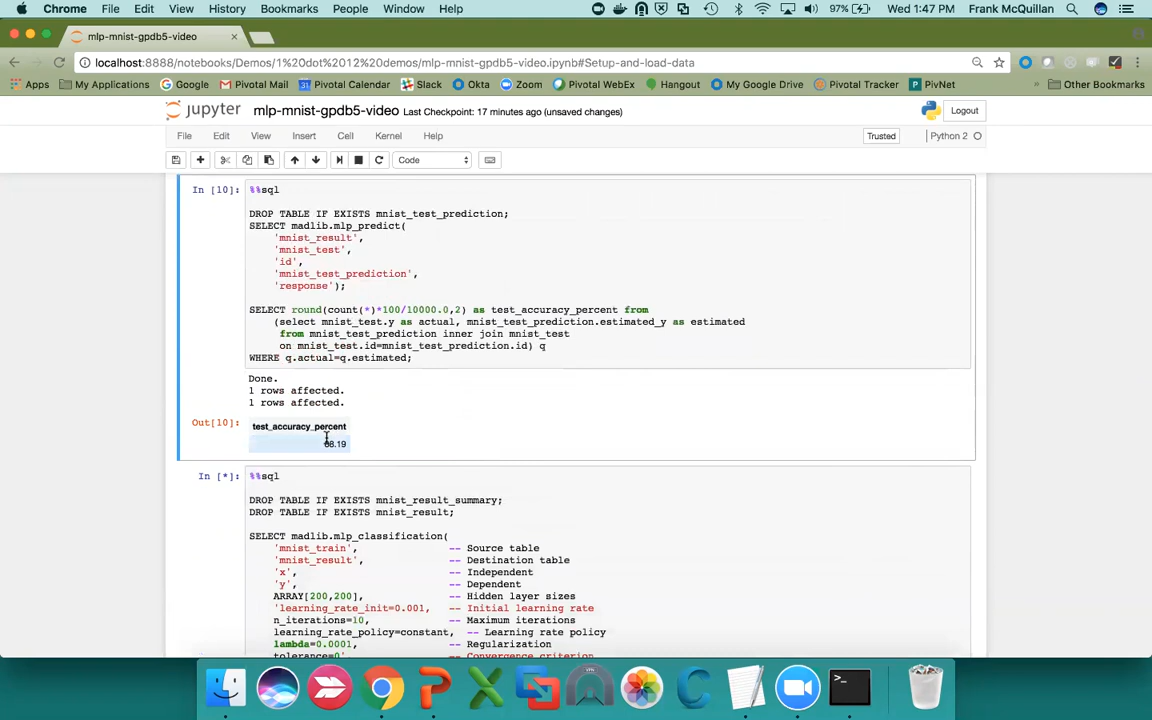 Chrome File Edit View History Bookmarks People Window Help 97% Wed 1:47 PM Frank McQuillan
mlp-mnist-gpdb5-video
localhost:8888/notebooks/Demos/1%20dot%2012%20demos/mlp-mnist-gpdb5-video.ipynb#Setup-and-load-data
Apps My Applications Google Pivotal Mail Pivotal Calendar Slack Okta Zoom Pivotal WebEx Hangout My Google Drive Pivotal Tracker PivNet Other Bookmarks
jupyter mlp-mnist-gpdb5-video Last Checkpoint: 17 minutes ago (unsaved changes) Logout
File Edit View Insert Cell Kernel Help Trusted Python 2
Code
In [10]: %%sql
DROP TABLE IF EXISTS mnist_test_prediction;
SELECT madlib.mlp_predict(
'mnist_result',
'mnist_test',
'id',
'mnist_test_prediction',
'response');
SELECT round(count(*)*100/10000.0,2) as test_accuracy_percent from
(select mnist_test.y as actual, mnist_test_prediction.estimated_y as estimated
from mnist_test_prediction inner join mnist_test
on mnist_test.id=mnist_test_prediction.id) q
WHERE q.actual=q.estimated;
Done.
1 rows affected.
1 rows affected.
Out[10]: test_accuracy_percent
8.19
In [*]: %%sql
DROP TABLE IF EXISTS mnist_result_summary;
DROP TABLE IF EXISTS mnist_result;
SELECT madlib.mlp_classification(
'mnist_train', -- Source table
'mnist_result', -- Destination table
'x', -- Independent
'y', -- Dependent
ARRAY[200,200], -- Hidden layer sizes
'learning_rate_init=0.001, -- Initial learning rate
n_iterations=10, -- Maximum iterations
learning_rate_policy=constant, -- Learning rate policy
lambda=0.0001, -- Regularization
tolerance=0' -- Convergence criterion